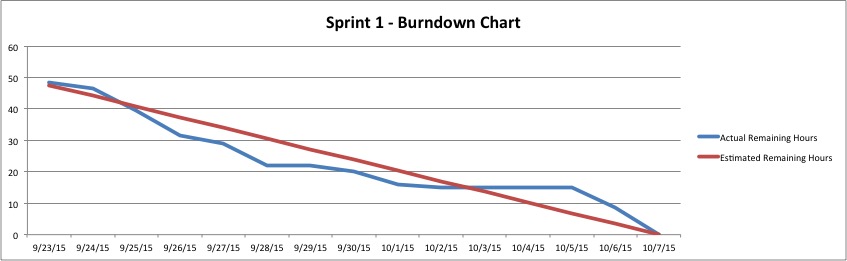 Sprint 1 - Burndown Chart
60
50
40
30
20
10
0
9/23/15 9/24/15 9/25/15 9/26/15 9/27/15 9/28/15 9/29/15 9/30/15 10/1/15 10/2/15 10/3/15 10/4/15 10/5/15 10/6/15 10/7/15
Actual Remaining Hours
Estimated Remaining Hours